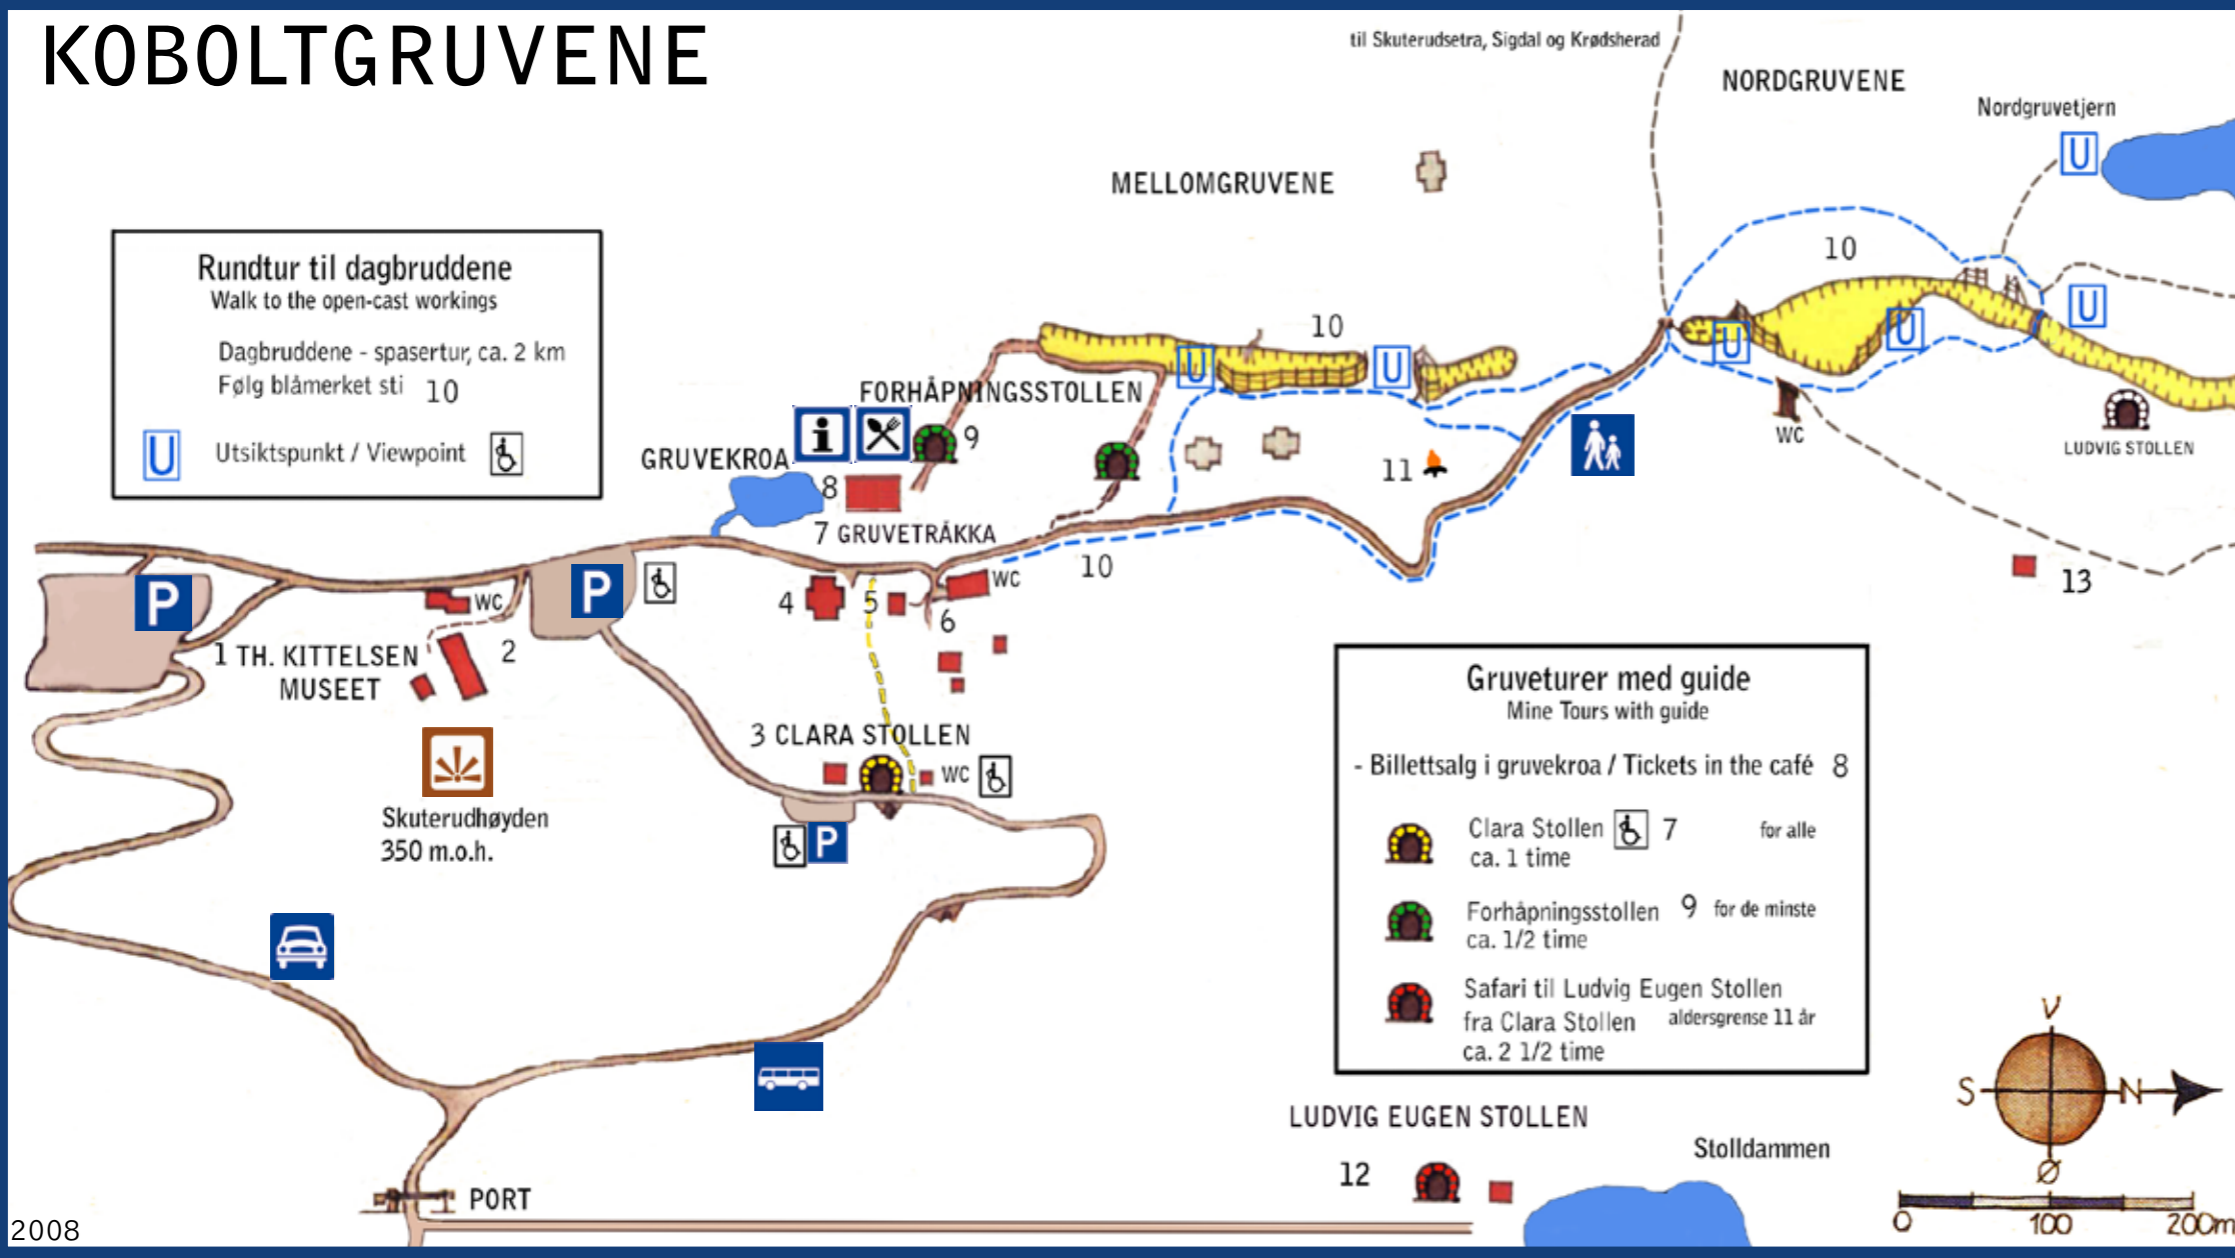 KOBOLTGRUVENE
til Skuterudsetra, Sigdal og Krødsherad
NORDGRUVENE
Nordgruvetjern
U
MELLOMGRUVENE
10
Rundtur til dagbruddene
Walk to the open-cast workings
Dagbruddene - spasertur, ca. 2 km
Følg blåmerket sti 10
U Utsiktspunkt / Viewpoint
10
U
U
U
U
U
FORHÅPNINGSSTOLLEN
9
i
GRUVEKROA
8
7 GRUVETRÅKKA
11
WC
LUDVIG STOLLEN
10
13
P
P
WC
1 TH. KITTELSEN
MUSEET
2
4
5
WC
6
3 CLARA STOLLEN
WC
P
Skuterudhøyden
350 m.o.h.
Gruveturer med guide
Mine Tours with guide
- Billettsalg i gruvekroa / Tickets in the café 8
Clara Stollen 7 for alle
ca. 1 time
Forhåpningsstollen 9 for de minste
ca. 1/2 time
Safari til Ludvig Eugen Stollen
fra Clara Stollen aldersgrense 11 år
ca. 2 1/2 time
V
S N
Ø
0 100 200m
LUDVIG EUGEN STOLLEN
Stolldammen
12
PORT
2008